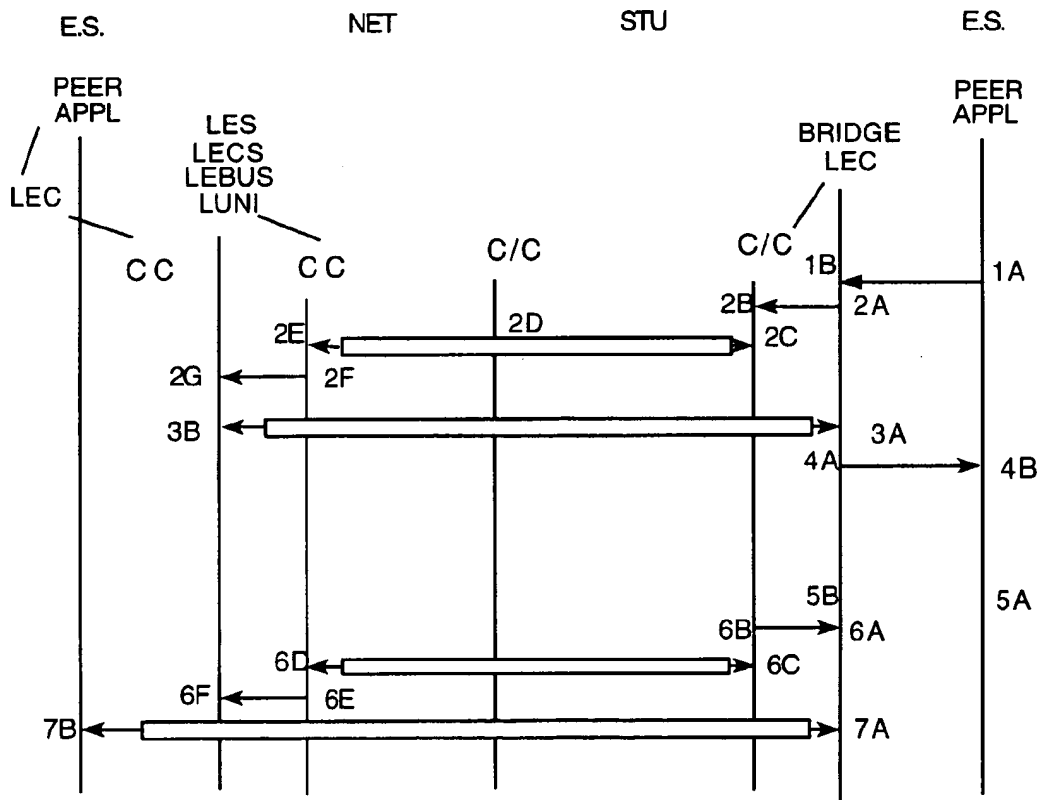 E.S. NET STU E.S.
PEER
APPL
PEER
APPL
LES
LECS
LEBUS
LUNI
BRIDGE
LEC
LEC
C C
C C
C/C
C/C
1B 1A
2B 2A
2E 2D 2C
2G 2F
3B 3A
4A 4B
5B 5A
6B 6A
6D 6C
6F 6E
7B 7A